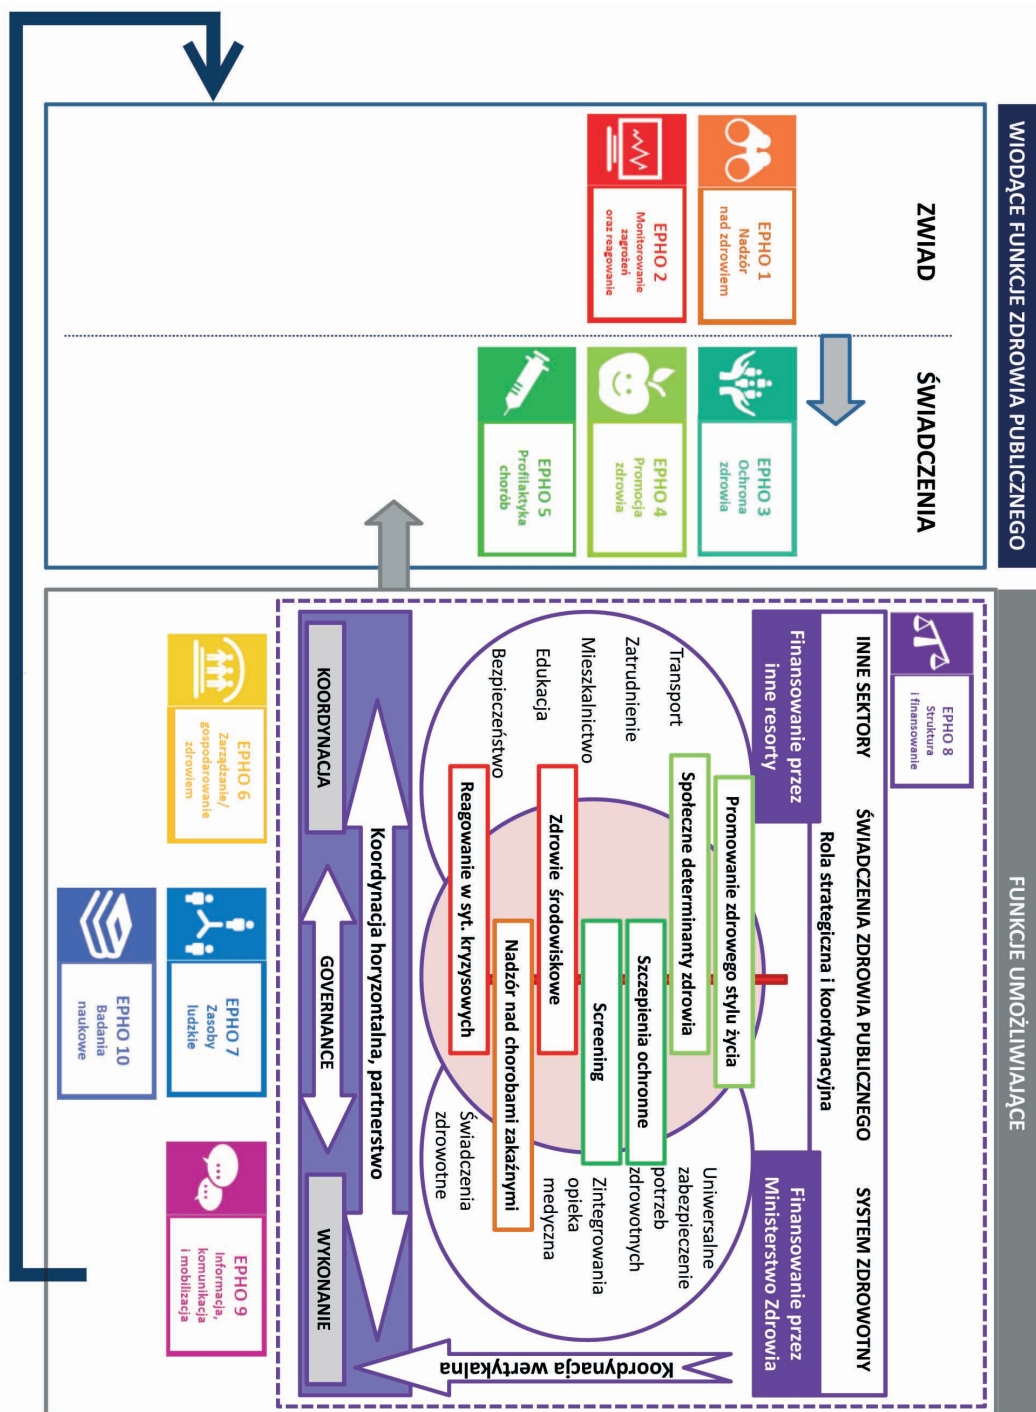 WIODĄCE FUNKCJE ZDROWIA PUBLICZNEGO
ZWIAD
ŚWIADCZENIA
EPHO 1
Nadzór
nad zdrowiem
EPHO 2
Monitorowanie
zagrożeń
oraz reagowanie
EPHO 3
Ochrona
zdrowia
EPHO 4
Promocja
zdrowia
EPHO 5
Profilaktyka
chorób
FUNKCJE UMOŻLIWIAJĄCE
EPHO 8
Struktura
i finansowanie
INNE SEKTORY
ŚWIADCZENIA ZDROWIA PUBLICZNEGO
SYSTEM ZDROWOTNY
Finansowanie przez
inne resorty
Rola strategiczna i koordynacyjna
Finansowanie przez
Ministerstwo Zdrowia
Promowanie zdrowego stylu życia
Społeczne determinanty zdrowia
Szczepienia ochronne
Screening
Zdrowie środowiskowe
Nadzór nad chorobami zakaźnymi
Reagowanie w syt. kryzysowych
Transport
Zatrudnienie
Mieszkalnictwo
Edukacja
Bezpieczeństwo
Uniwersalne
zabezpieczenie
potrzeb
zdrowotnych
Zintegrowania
opieka
medyczna
Świadczenia
zdrowotne
Koordynacja wertykalna
Koordynacja horyzontalna, partnerstwo
KOORDYNACJA
GOVERNANCE
WYKONANIE
EPHO 6
Zarządzanie/
gospodarowanie
zdrowiem
EPHO 7
Zasoby
ludzkie
EPHO 9
Informacja,
komunikacja
i mobilizacja
EPHO 10
Badania
naukowe